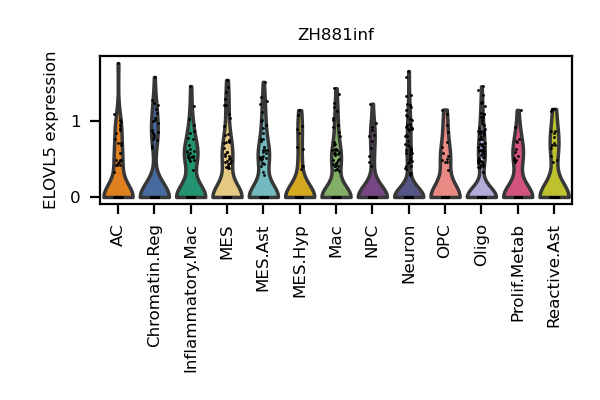 ZH881inf
ELOVL5 expression
1
0
AC
Chromatin.Reg
Inflammatory.Mac
MES
MES.Ast
MES.Hyp
Mac
NPC
Neuron
OPC
Oligo
Prolif.Metab
Reactive.Ast